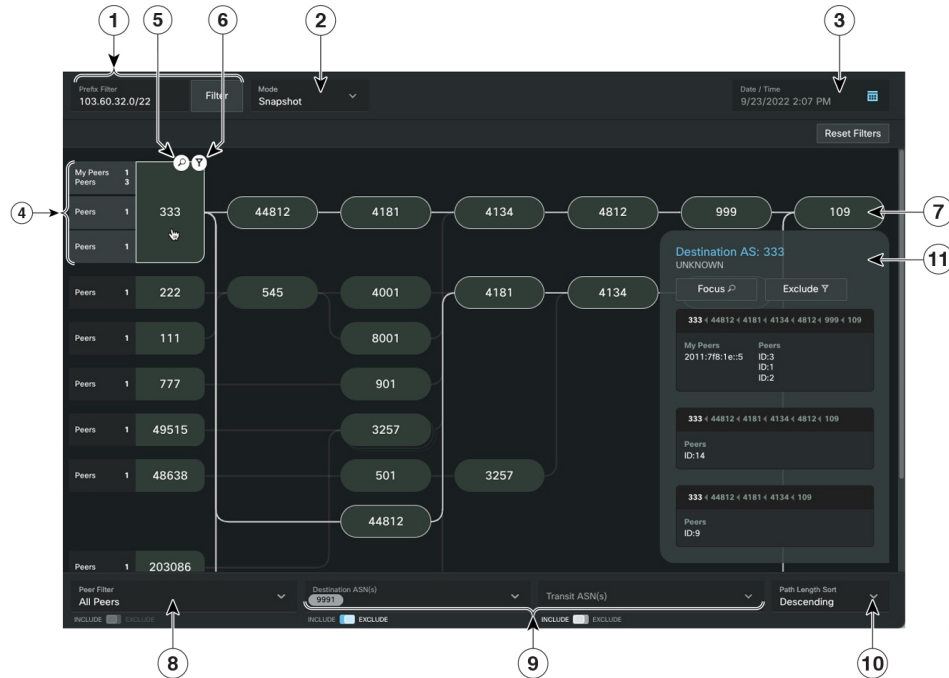 1
5
6
2
3
Prefix Filter
103.60.32.0/22
Filter
Mode
Snapshot
Date / Time
9/23/2022 2:07 PM
Reset Filters
4
My Peers 1
Peers 3
Peers 1
Peers 1
333
44812
4181
4134
4812
999
109
7
Destination AS: 333
UNKNOWN
11
Focus
Exclude
Peers 1 222
545
4001
4181
4134
333 44812 4181 4134 4812 999 109
My Peers Peers
2011:7f8:1e::5 ID:3
ID:1
ID:2
Peers 1 111
8001
Peers 1 777
901
333 44812 4181 4134 4812 109
Peers
ID:14
Peers 1 49515
3257
Peers 1 48638
501
3257
333 44812 4181 4134 109
Peers
ID:9
44812
Peers 1 203086
Peer Filter
All Peers
INCLUDE EXCLUDE
Destination ASN(s)
9991
INCLUDE EXCLUDE
Transit ASN(s)
INCLUDE EXCLUDE
Path Length Sort
Descending
8
9
10